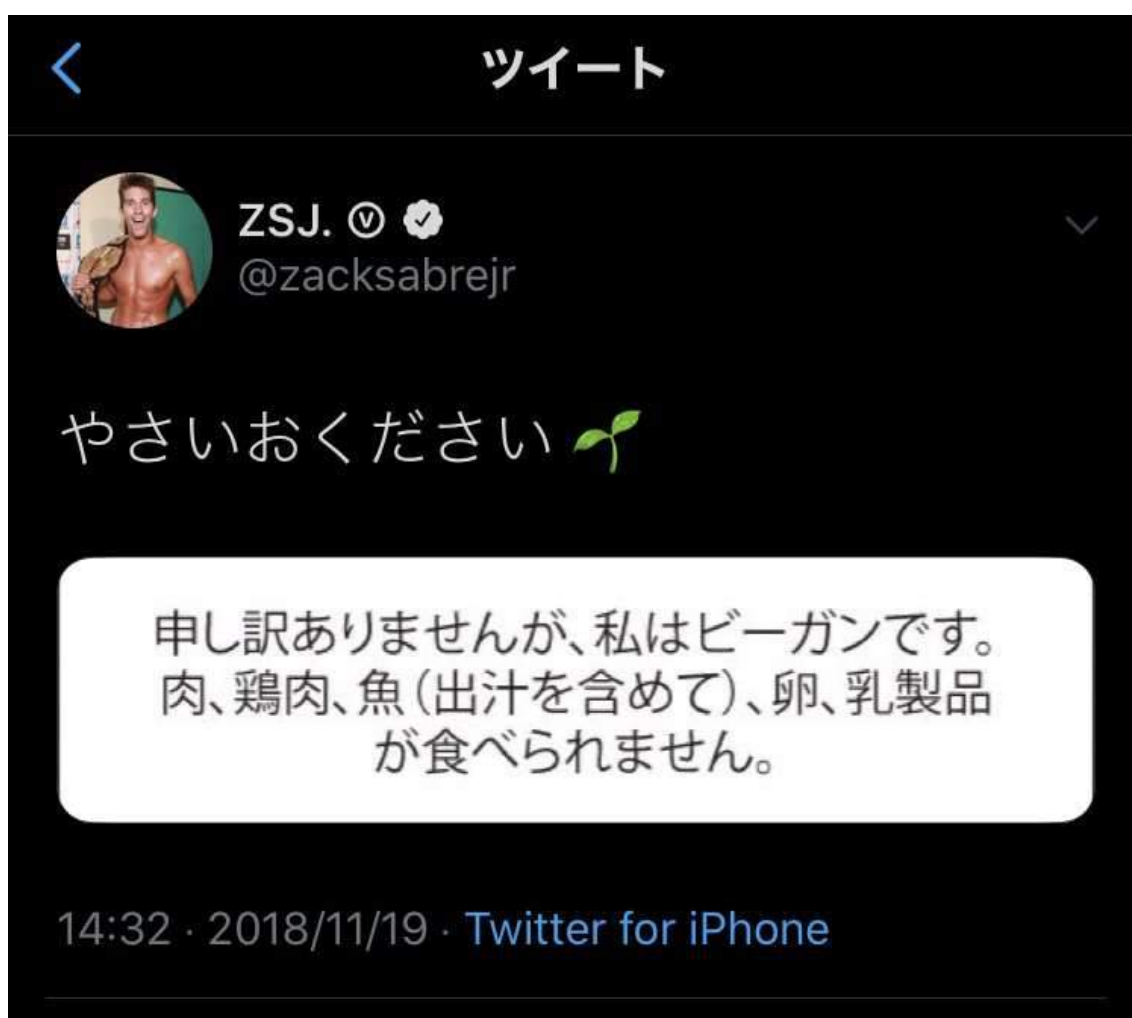 ツイート
ZSJ. Ⓥ
@zacksabrejr
やさいおください🌱
申し訳ありませんが、私はビーガンです。
肉、鶏肉、魚(出汁を含めて)、卵、乳製品
が食べられません。
14:32 · 2018/11/19 · Twitter for iPhone